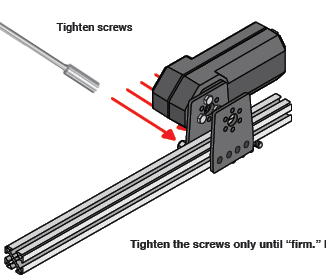 Tighten screws
Tighten the screws only until “firm.”